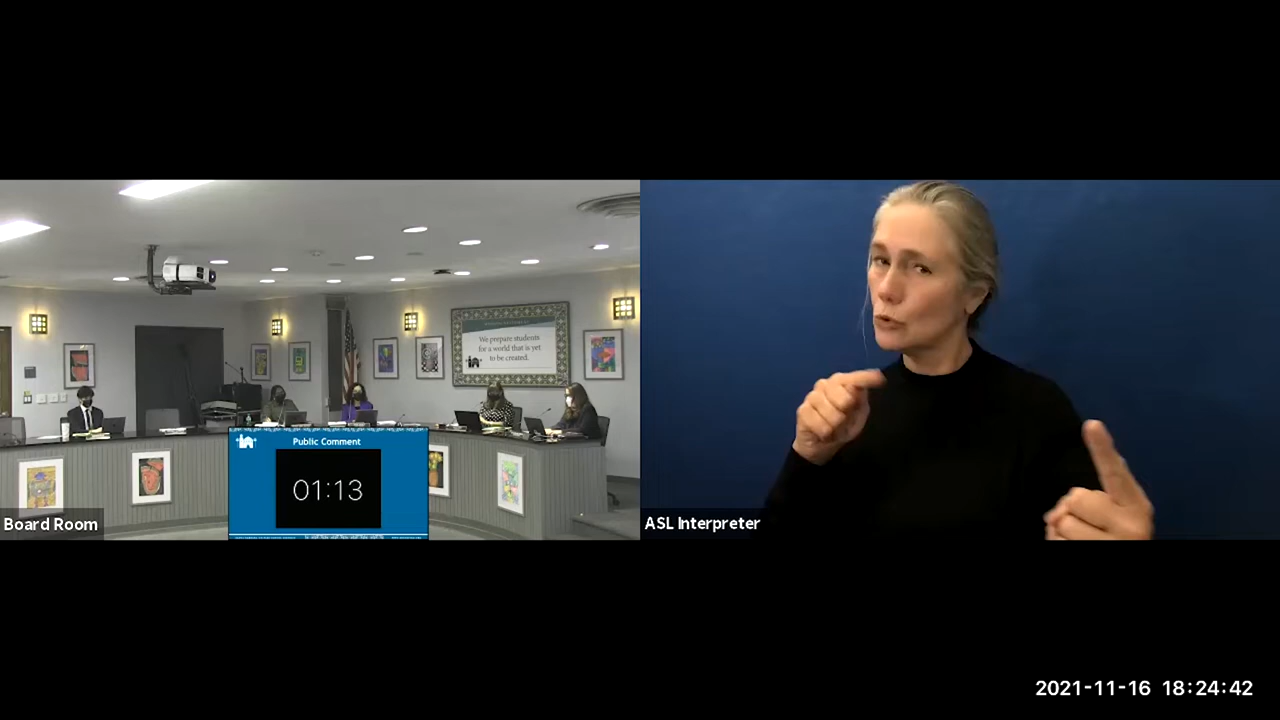 We prepare students
for a world that is yet
to be created.
Public Comment
01:13
Board Room
ASL Interpreter
2021-11-16 18:24:42